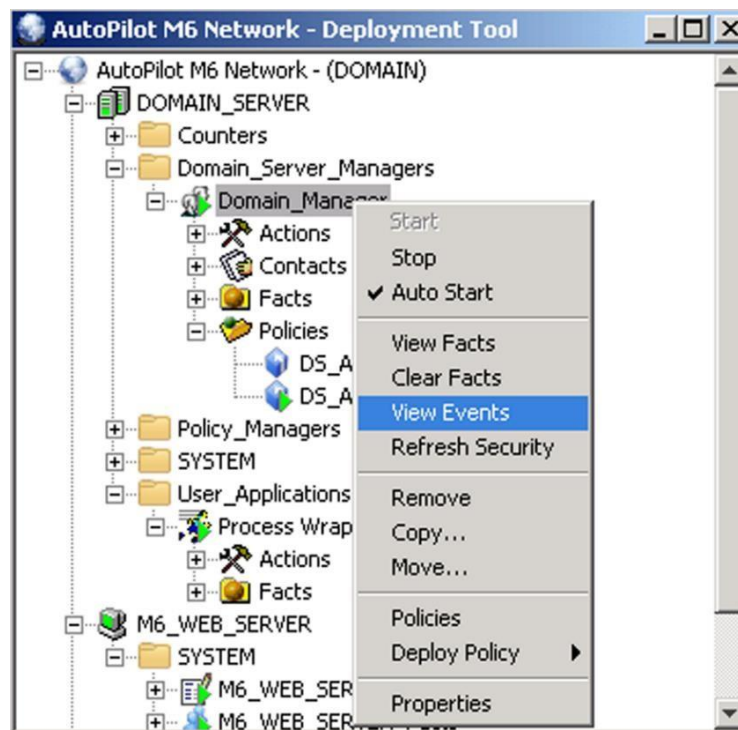 AutoPilot M6 Network - Deployment Tool
AutoPilot M6 Network - (DOMAIN)
DOMAIN_SERVER
Counters
Domain_Server_Managers
Domain_Manager
Start
Actions
Stop
Contacts
Auto Start
Facts
Policies
View Facts
DS_A
Clear Facts
DS_A
View Events
Policy_Managers
Refresh Security
SYSTEM
User_Applications
Remove
Process Wrap
Copy...
Actions
Move...
Facts
M6_WEB_SERVER
Policies
SYSTEM
Deploy Policy
M6_WEB_SER
Properties
M6_WEB_SER